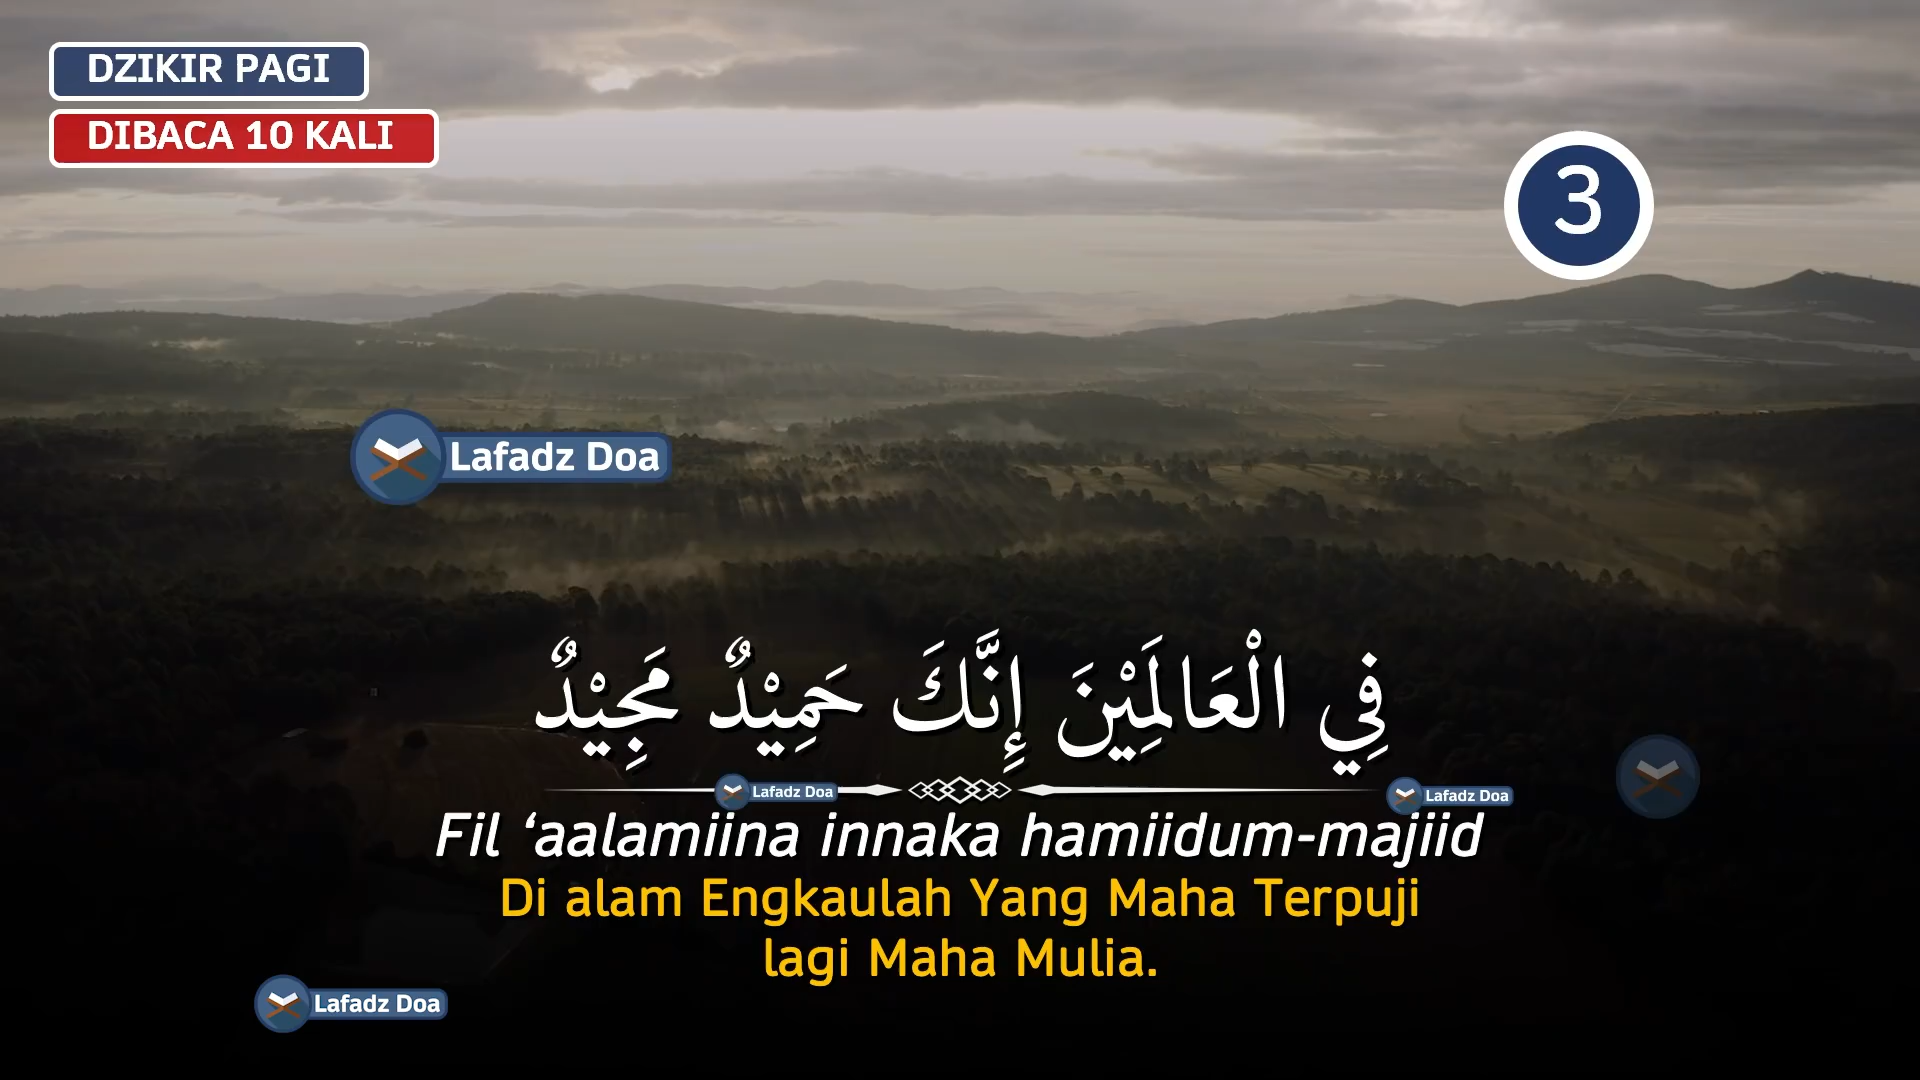 DZIKIR PAGI
DIBACA 10 KALI
3
Lafadz Doa
فِي الْعَالَمِيْنَ إِنَّكَ حَمِيْدٌ مَجِيْدٌ
Lafadz Doa
Lafadz Doa
Fil ‘aalamiina innaka hamiidum-majiid
Di alam Engkaulah Yang Maha Terpuji
lagi Maha Mulia.
Lafadz Doa